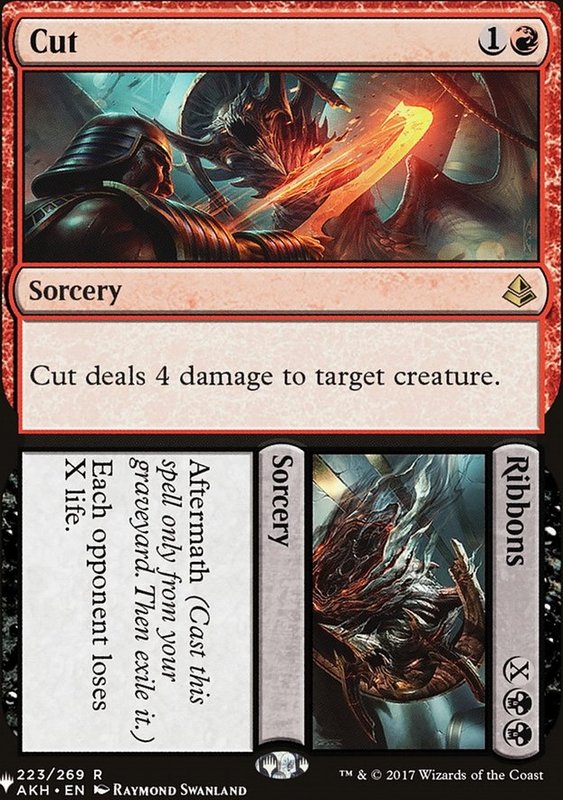 Cut 1
Sorcery
Cut deals 4 damage to target creature.
Ribbons X
Sorcery
Aftermath (Cast this
spell only from your
graveyard. Then exile it.)
Each opponent loses
X life.
223/269 R
AKH • EN Raymond Swanland
™ & © 2017 Wizards of the Coast